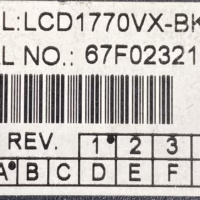 L:LCD1770VX-BK
L NO.: 67F02321
REV. 1 2 3
A B C D E F